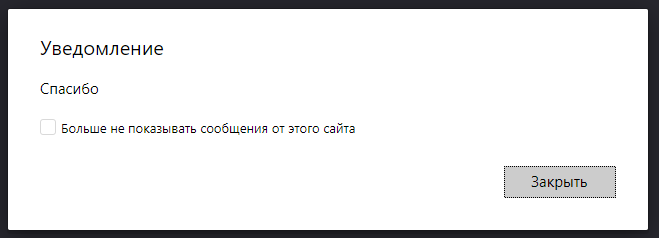 Уведомление
Спасибо
Больше не показывать сообщения от этого сайта
Закрыть